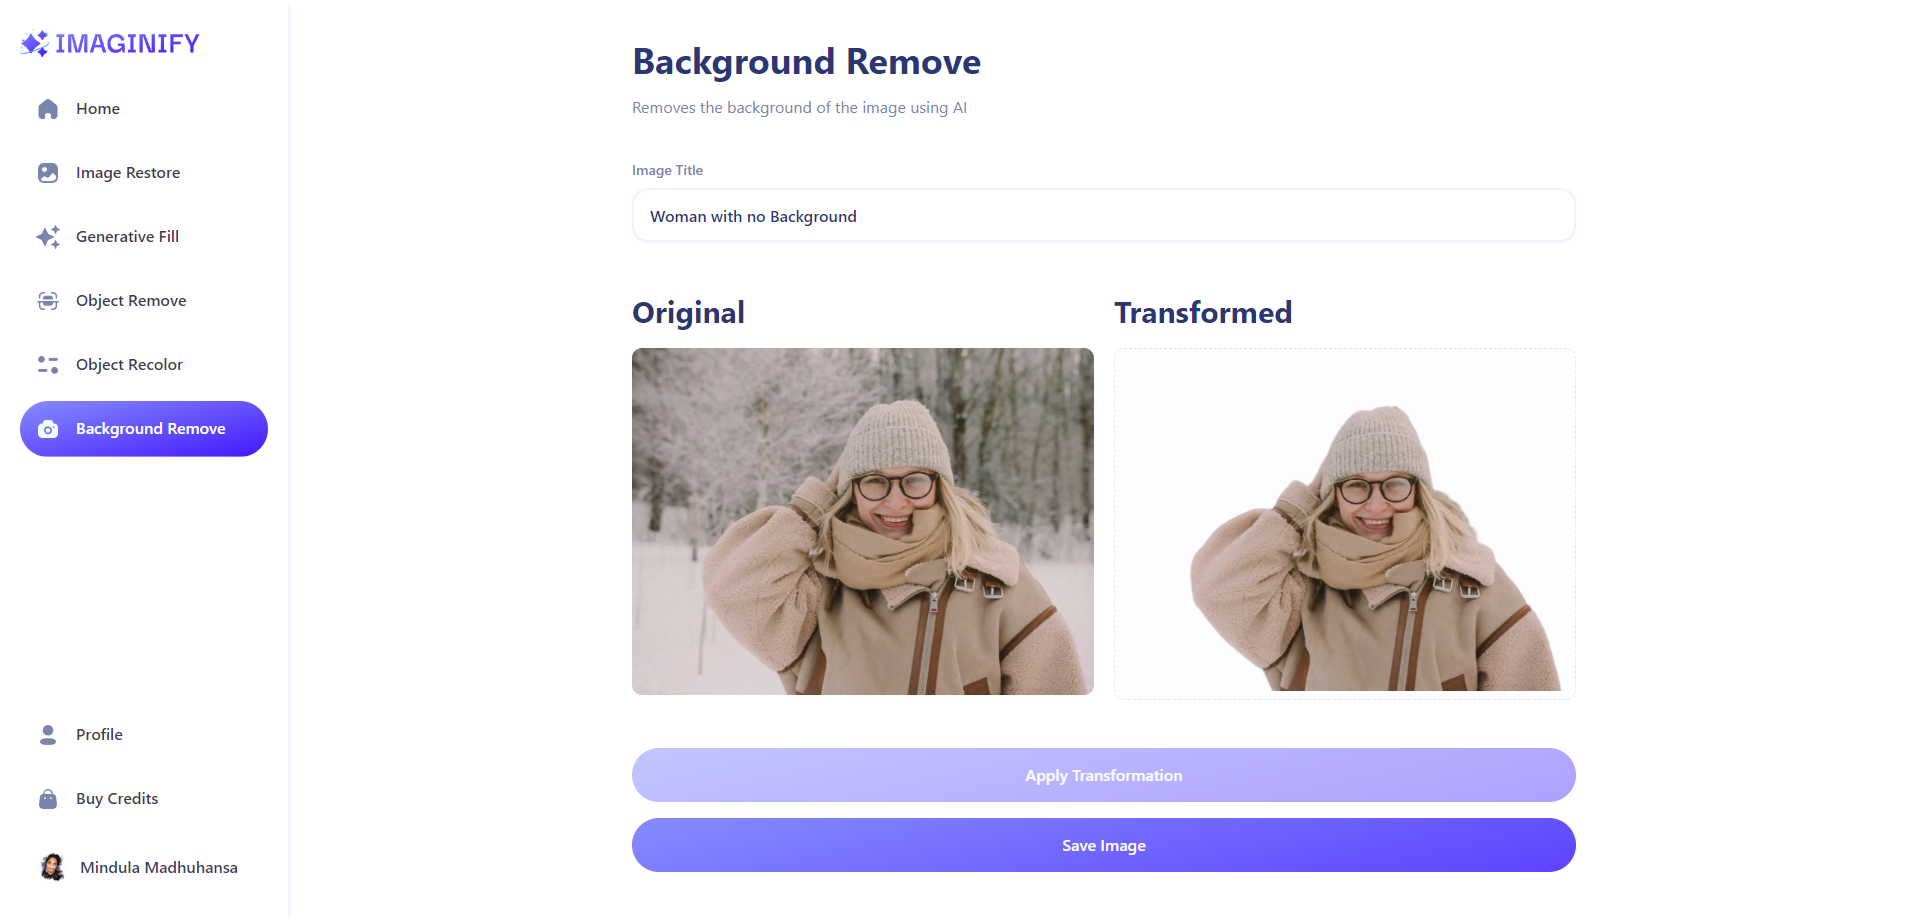 IMAGINIFY
Home
Image Restore
Generative Fill
Object Remove
Object Recolor
Background Remove
Profile
Buy Credits
Mindula Madhuhansa
Background Remove
Removes the background of the image using AI
Image Title
Woman with no Background
Original
Transformed
Apply Transformation
Save Image